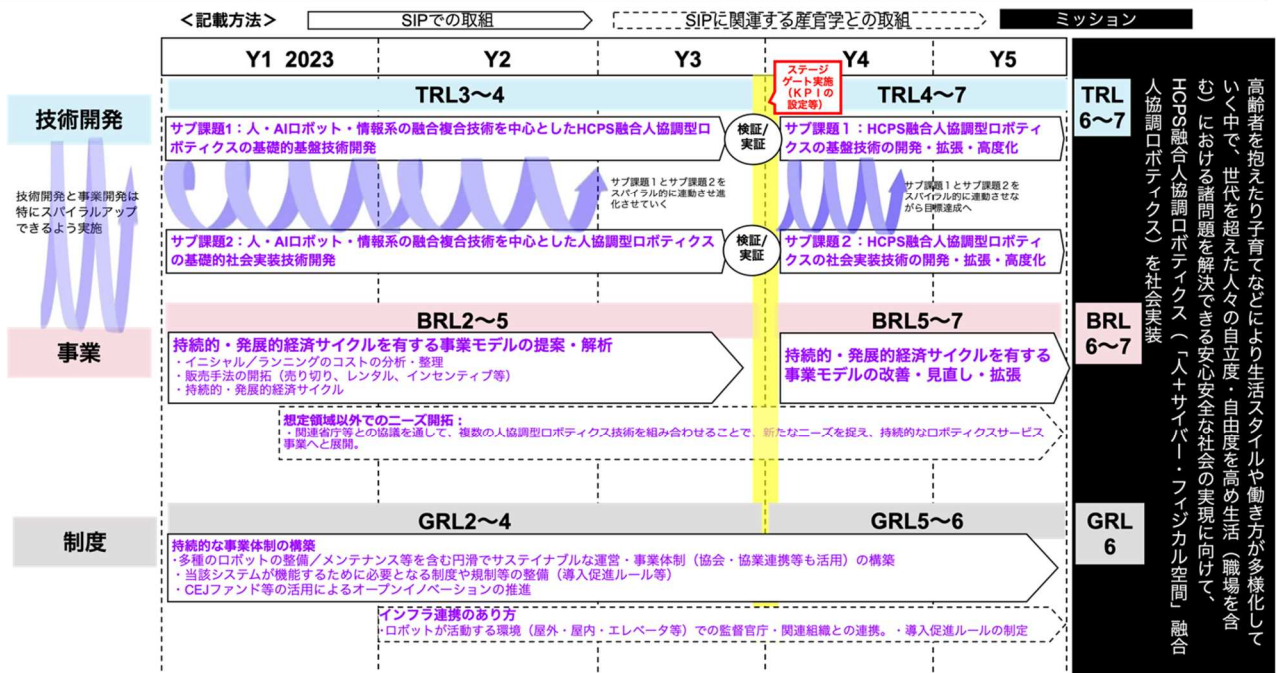 ＜記載方法＞
SIPでの取組
SIPに関連する産官学との取組
ミッション
Y1 2023
Y2
Y3
Y4
Y5
ステージ
ゲート実施
（ＫＰＩの
設定等）
技術開発
TRL3〜4
TRL4〜7
TRL
6〜7
サブ課題1：人・AIロボット・情報系の融合複合技術を中心としたHCPS融合人協調型ロボ
ティクスの基礎的基盤技術開発
検証/
実証
サブ課題１：HCPS融合人協調型ロボティ
クスの基盤技術の開発・拡張・高度化
技術開発と事業開発は
特にスパイラルアップ
できるよう実施
サブ課題１とサブ課題２を
スパイラル的に連動させ進
化させていく
サブ課題１とサブ課題２を
スパイラル的に連動させな
がら目標達成へ
サブ課題2：人・AIロボット・情報系の融合複合技術を中心とした人協調型ロボティクス
の基礎的社会実装技術開発
検証/
実証
サブ課題２：HCPS融合人協調型ロボティ
クスの社会実装技術の開発・拡張・高度化
事業
BRL2〜5
BRL5〜7
BRL
6〜7
持続的・発展的経済サイクルを有する事業モデルの提案・解析
・イニシャル／ランニングのコストの分析・整理
・販売手法の開拓（売り切り、レンタル、インセンティブ等）
・持続的・発展的経済サイクル
持続的・発展的経済サイクルを有する
事業モデルの改善・見直し・拡張
想定領域以外でのニーズ開拓：
・関連省庁等との協議を通して、複数の人協調型ロボティクス技術を組み合わせることで、新たなニーズを捉え、持続的なロボティクスサービス
事業へと展開。
制度
GRL2〜4
GRL5〜6
GRL
6
持続的な事業体制の構築
・多種のロボットの整備／メンテナンス等を含む円滑でサステイナブルな運営・事業体制（協会・協業連携等も活用）の構築
・当該システムが機能するために必要となる制度や規制等の整備（導入促進ルール等）
・CEJファンド等の活用によるオープンイノベーションの推進
インフラ連携のあり方
・ロボットが活動する環境（屋外・屋内・エレベータ等）での監督官庁・関連組織との連携。・導入促進ルールの制定
高齢者を抱えたり子育てなどにより生活スタイルや働き方が多様化して
いく中で、世代を超えた人々の自立度・自由度を高め生活（職場を含
む）における諸問題を解決できる安心安全な社会の実現に向けて、
HCPS融合人協調ロボティクス（「人＋サイバー・フィジカル空間」融合
人協調ロボティクス）を社会実装